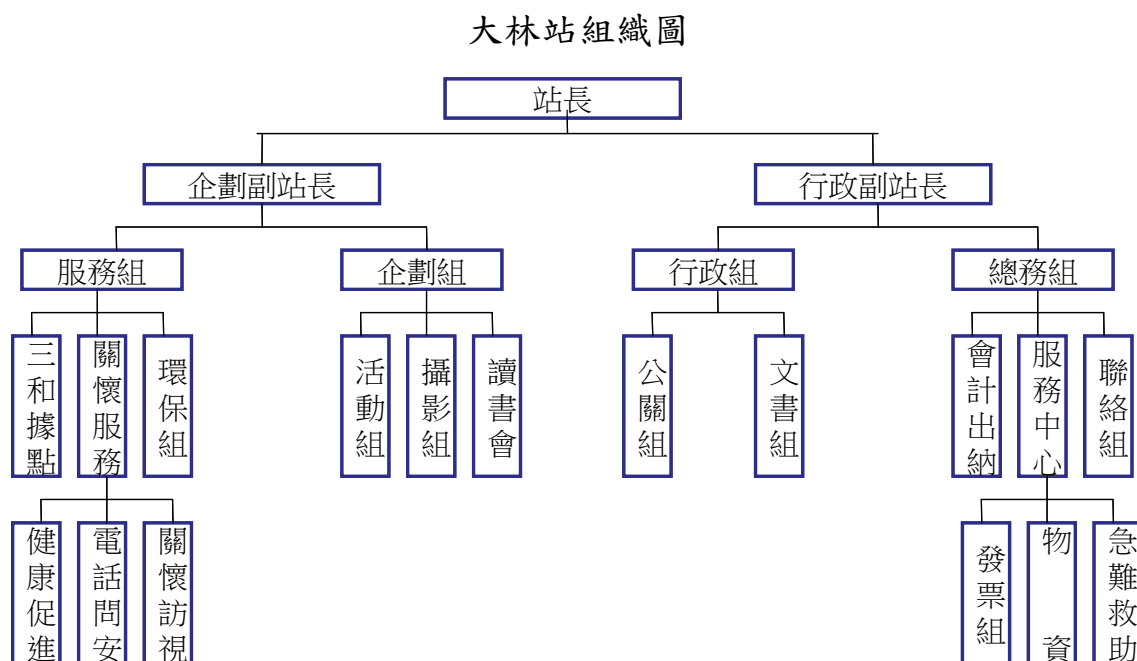 大林站組織圖
站長
企劃副站長
行政副站長
服務組
企劃組
行政組
總務組
三和據點
關懷服務
環保組
活動組
攝影組
讀書會
公關組
文書組
會計出納
服務中心
聯絡組
健康促進
電話問安
關懷訪視
發票組
物資
急難救助